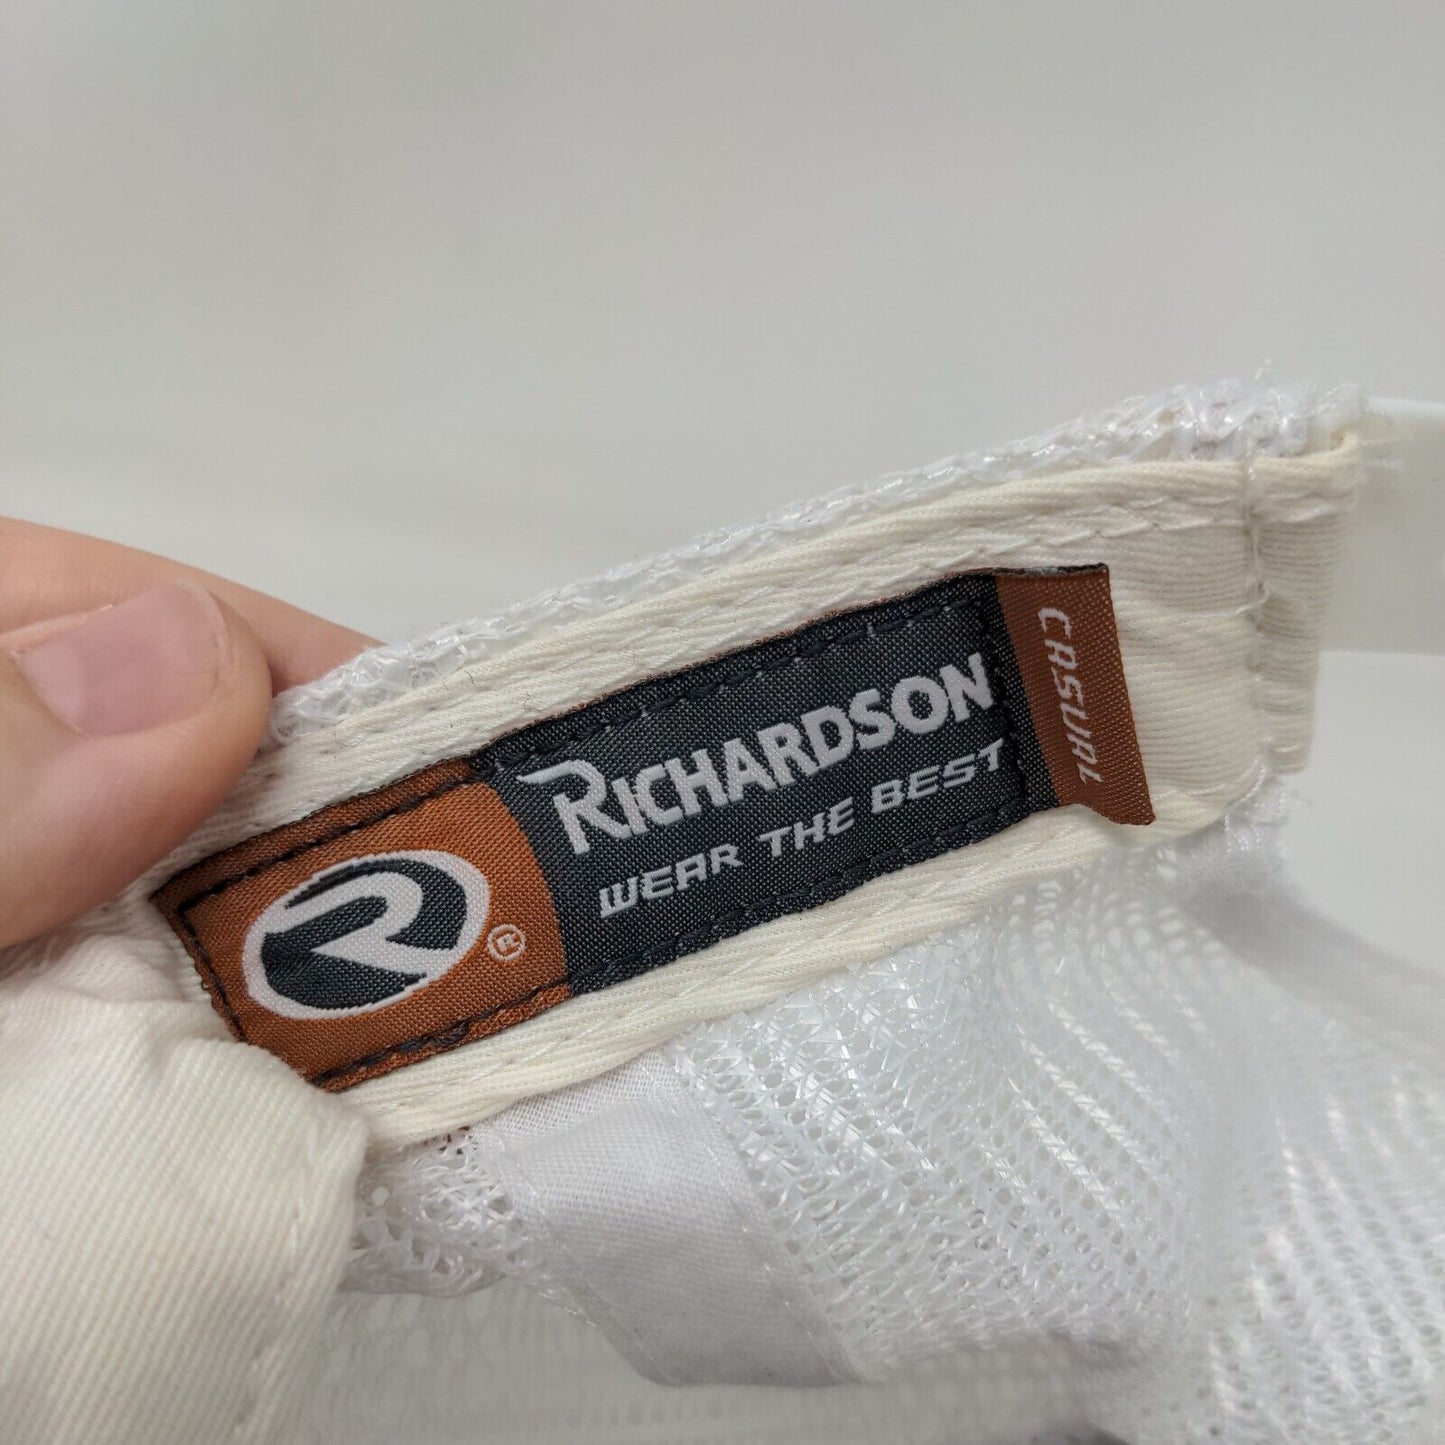 R®
RICHARDSON
WEAR THE BEST
CASUAL